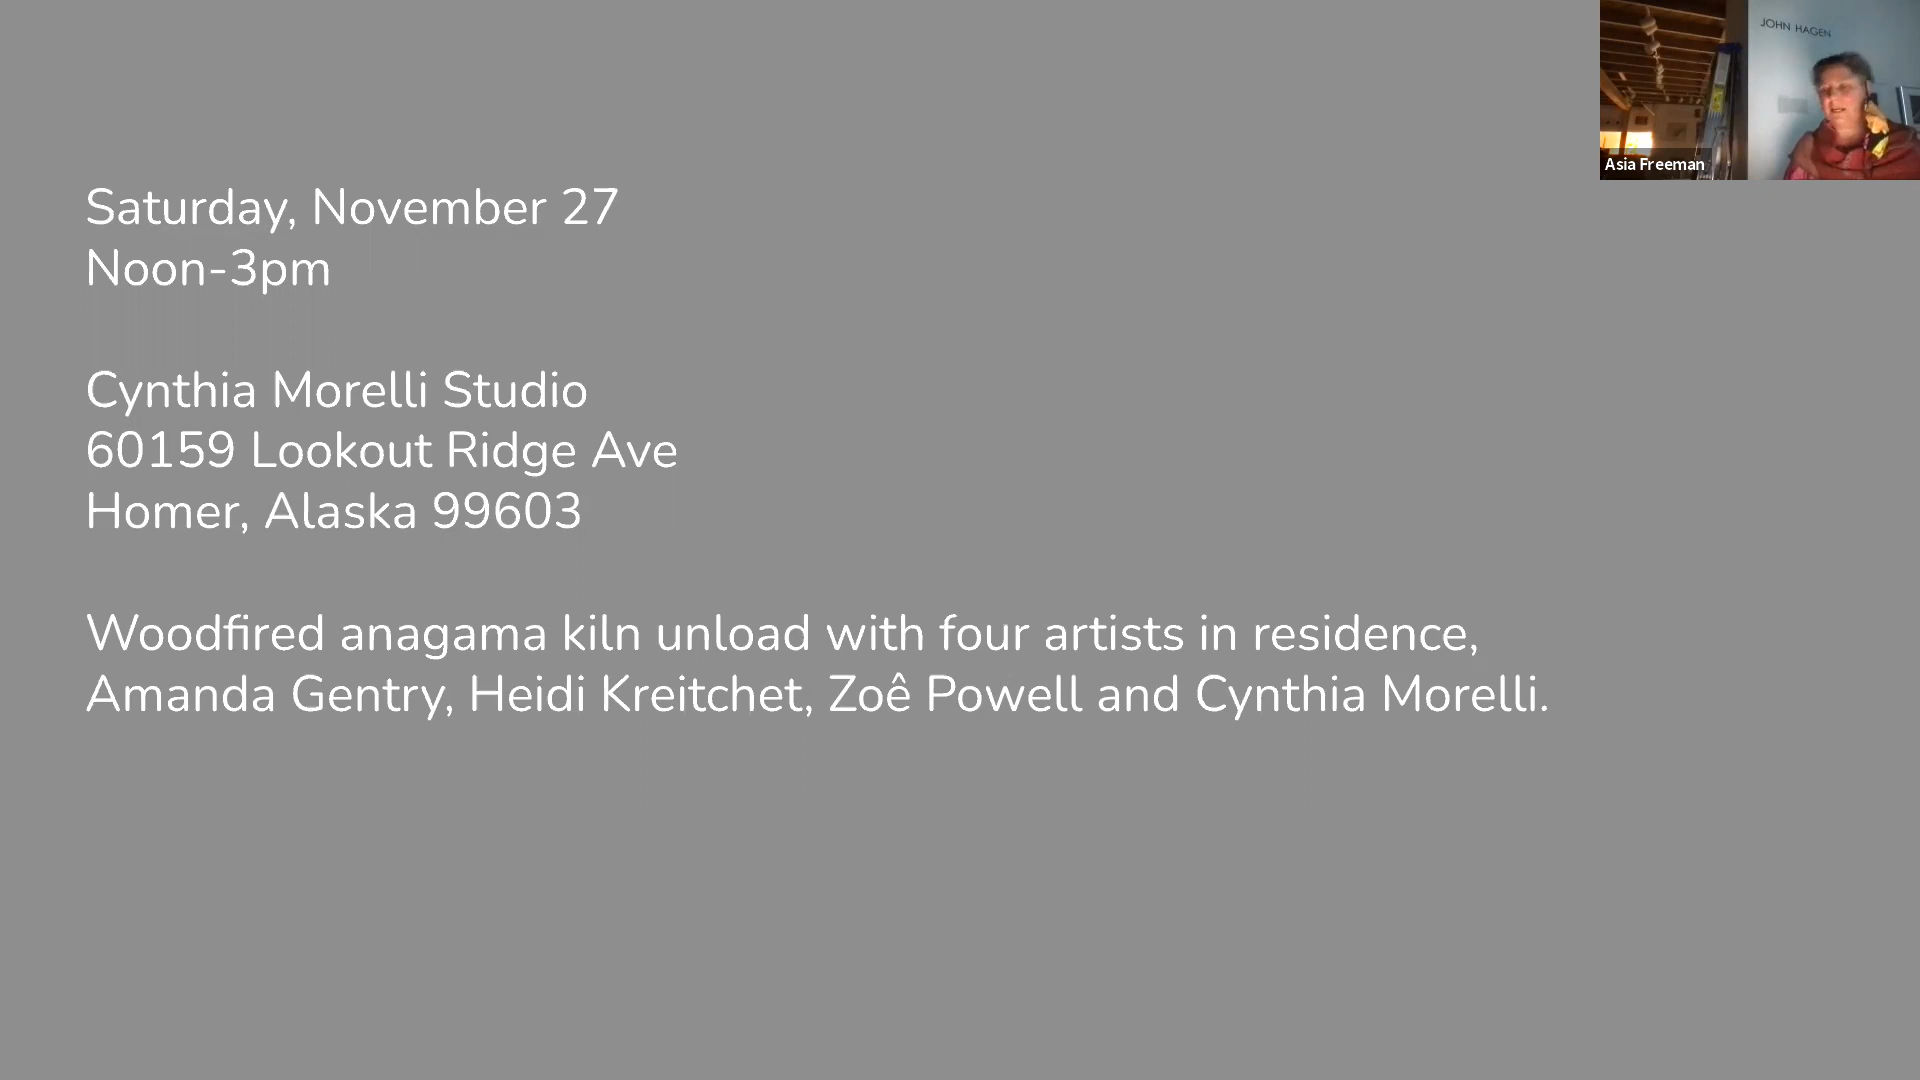 Saturday, November 27
Noon-3pm
Cynthia Morelli Studio
60159 Lookout Ridge Ave
Homer, Alaska 99603
Woodfired anagama kiln unload with four artists in residence,
Amanda Gentry, Heidi Kreitchet, Zoê Powell and Cynthia Morelli.
JOHN HAGEN
Asia Freeman